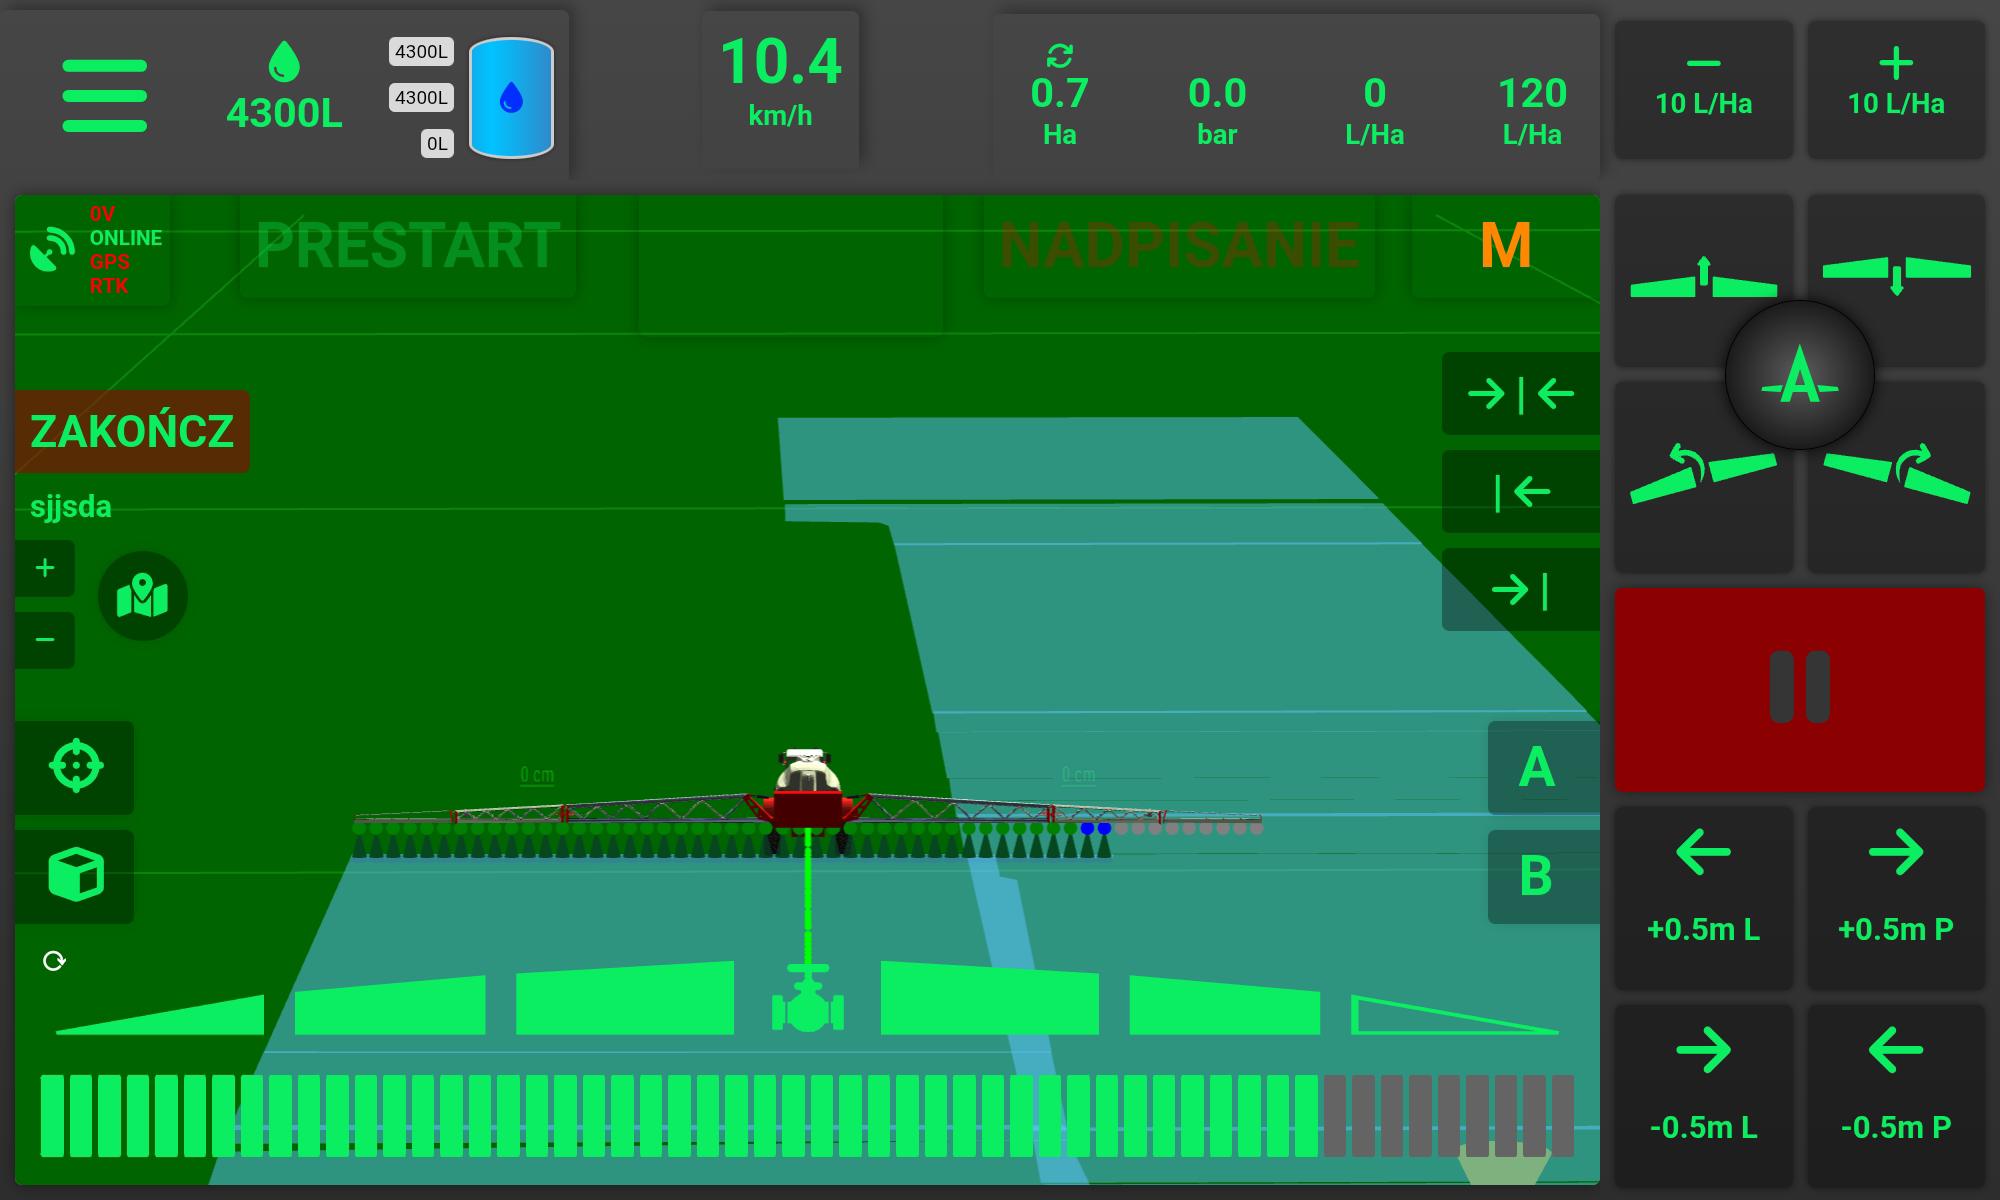 4300L
4300L
4300L
0L
10.4
km/h
0.7
Ha
0.0
bar
0
L/Ha
120
L/Ha
10 L/Ha
10 L/Ha
0V
ONLINE
GPS
RTK
PRESTART
NADPISANIE
M
A
ZAKOŃCZ
sjjsda
+
−
0 cm
0 cm
A
B
+0.5m L
+0.5m P
-0.5m L
-0.5m P